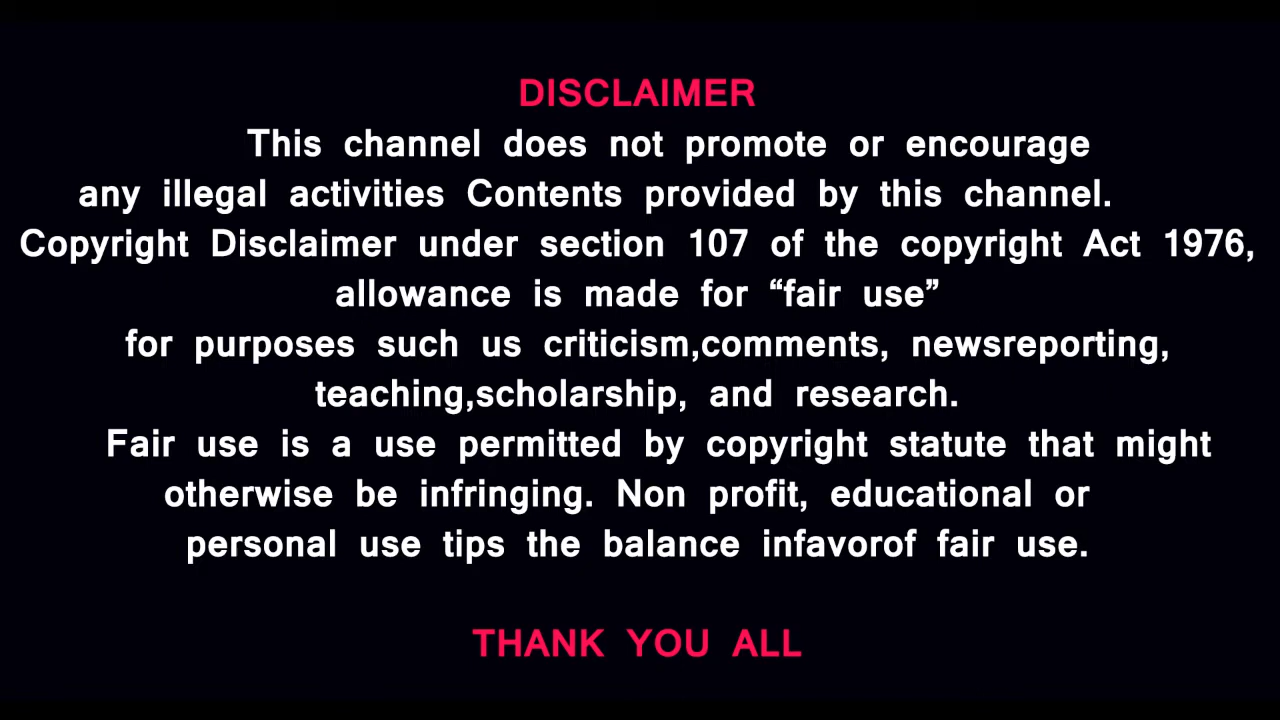 DISCLAIMER
This channel does not promote or encourage
any illegal activities Contents provided by this channel.
Copyright Disclaimer under section 107 of the copyright Act 1976,
allowance is made for “fair use”
for purposes such us criticism,comments, newsreporting,
teaching,scholarship, and research.
Fair use is a use permitted by copyright statute that might
otherwise be infringing. Non profit, educational or
personal use tips the balance infavorof fair use.
THANK YOU ALL